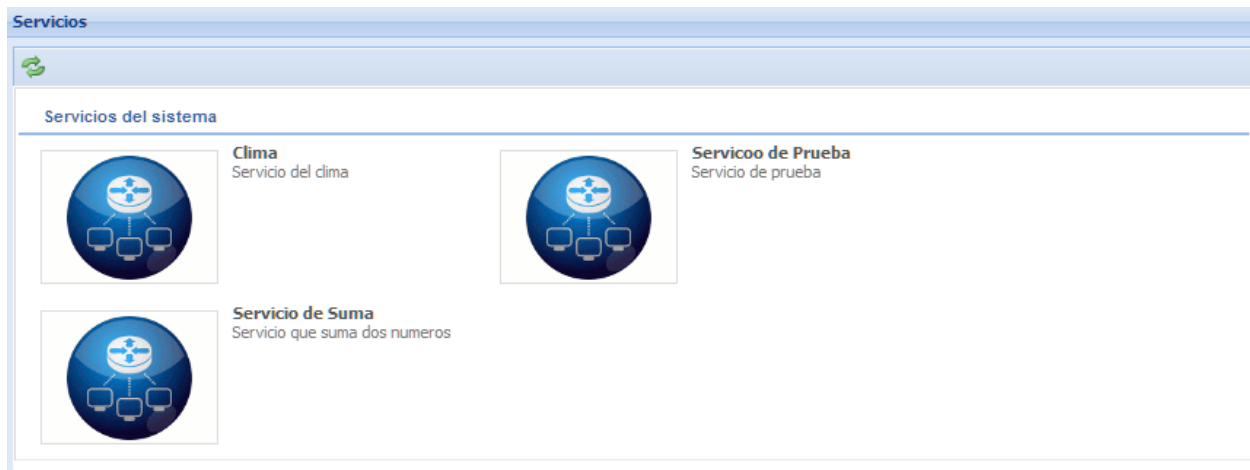 Servicios
Servicios del sistema
Clima
Servicio del clima
Servicoo de Prueba
Servicio de prueba
Servicio de Suma
Servicio que suma dos numeros